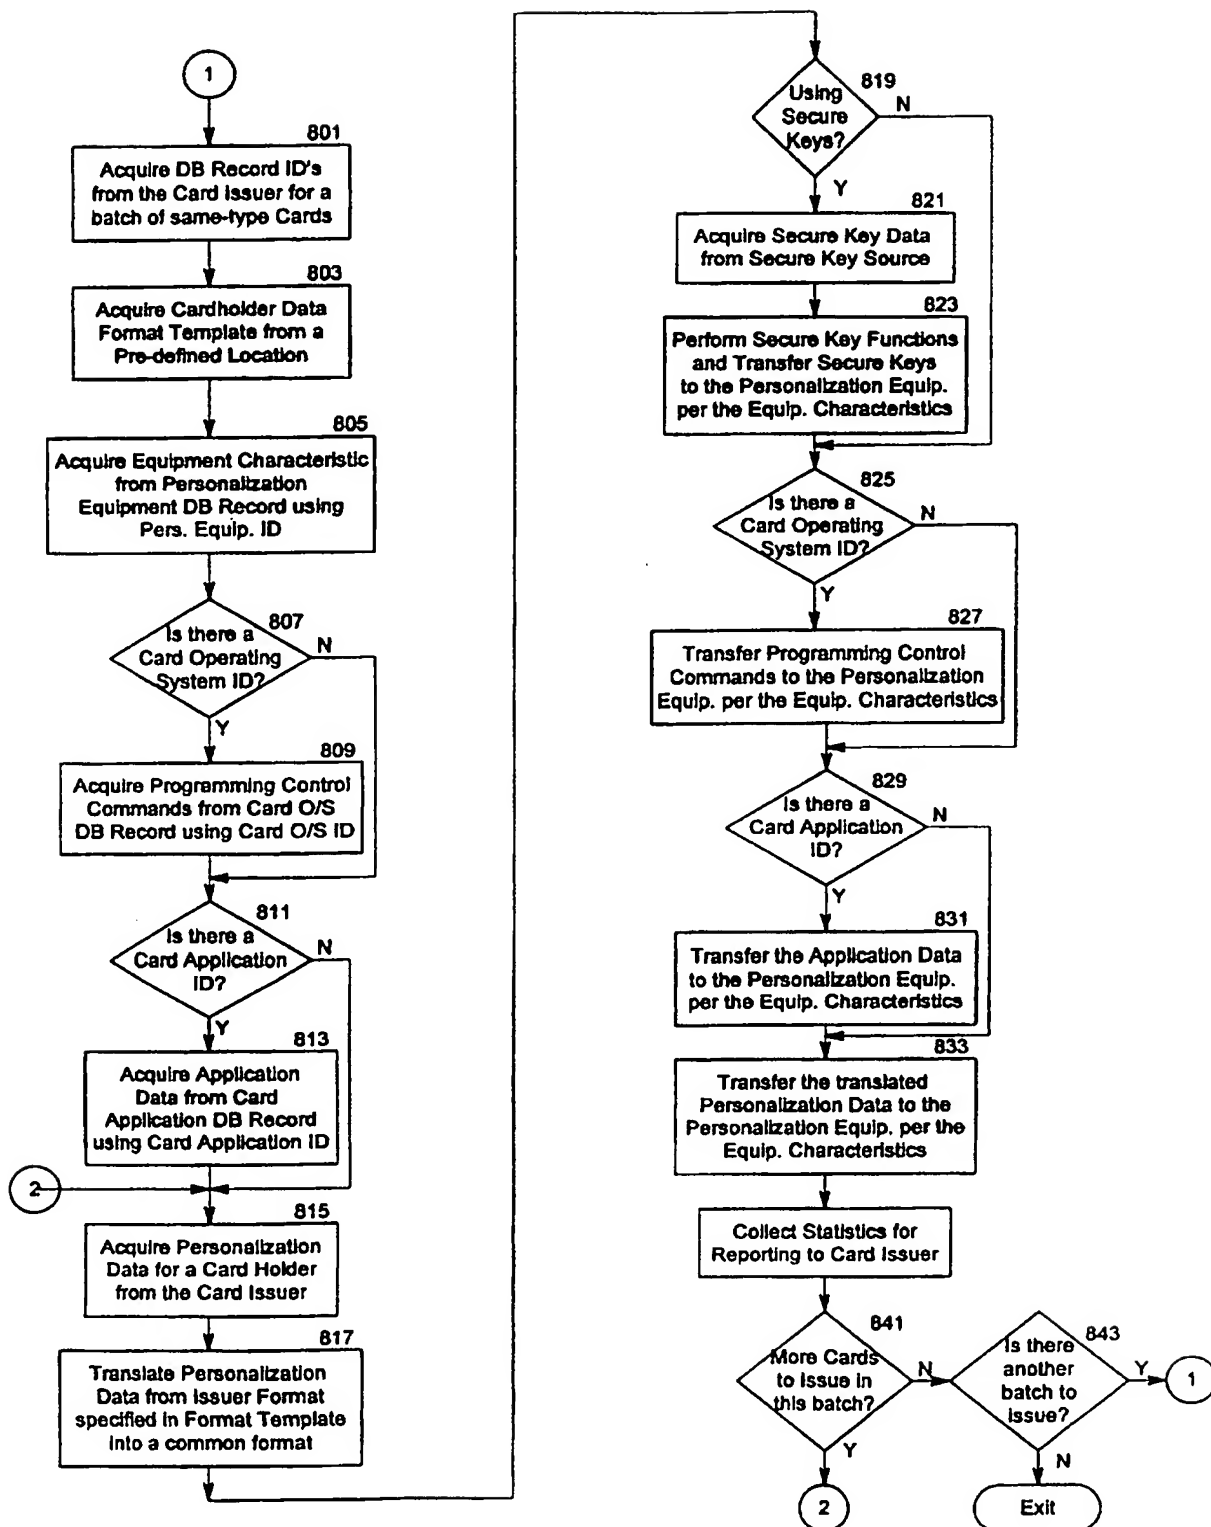 1
801
Acquire DB Record ID's
from the Card Issuer for a
batch of same-type Cards
803
Acquire Cardholder Data
Format Template from a
Pre-defined Location
805
Acquire Equipment Characteristic
from Personalization
Equipment DB Record using
Pers. Equip. ID
807
Is there a
Card Operating
System ID?
N
Y
809
Acquire Programming Control
Commands from Card O/S
DB Record using Card O/S ID
811
Is there a
Card Application
ID?
N
Y
813
Acquire Application
Data from Card
Application DB Record
using Card Application ID
2
815
Acquire Personalization
Data for a Card Holder
from the Card Issuer
817
Translate Personalization
Data from Issuer Format
specified in Format Template
into a common format
819
Using
Secure
Keys?
N
Y
821
Acquire Secure Key Data
from Secure Key Source
823
Perform Secure Key Functions
and Transfer Secure Keys
to the Personalization Equip.
per the Equip. Characteristics
825
Is there a
Card Operating
System ID?
N
Y
827
Transfer Programming Control
Commands to the Personalization
Equip. per the Equip. Characteristics
829
Is there a
Card Application
ID?
N
Y
831
Transfer the Application Data
to the Personalization Equip.
per the Equip. Characteristics
833
Transfer the translated
Personalization Data to the
Personalization Equip. per the
Equip. Characteristics
Collect Statistics for
Reporting to Card Issuer
841
More Cards
to Issue in
this batch?
N
Y
2
843
Is there
another
batch to
issue?
Y
1
N
Exit